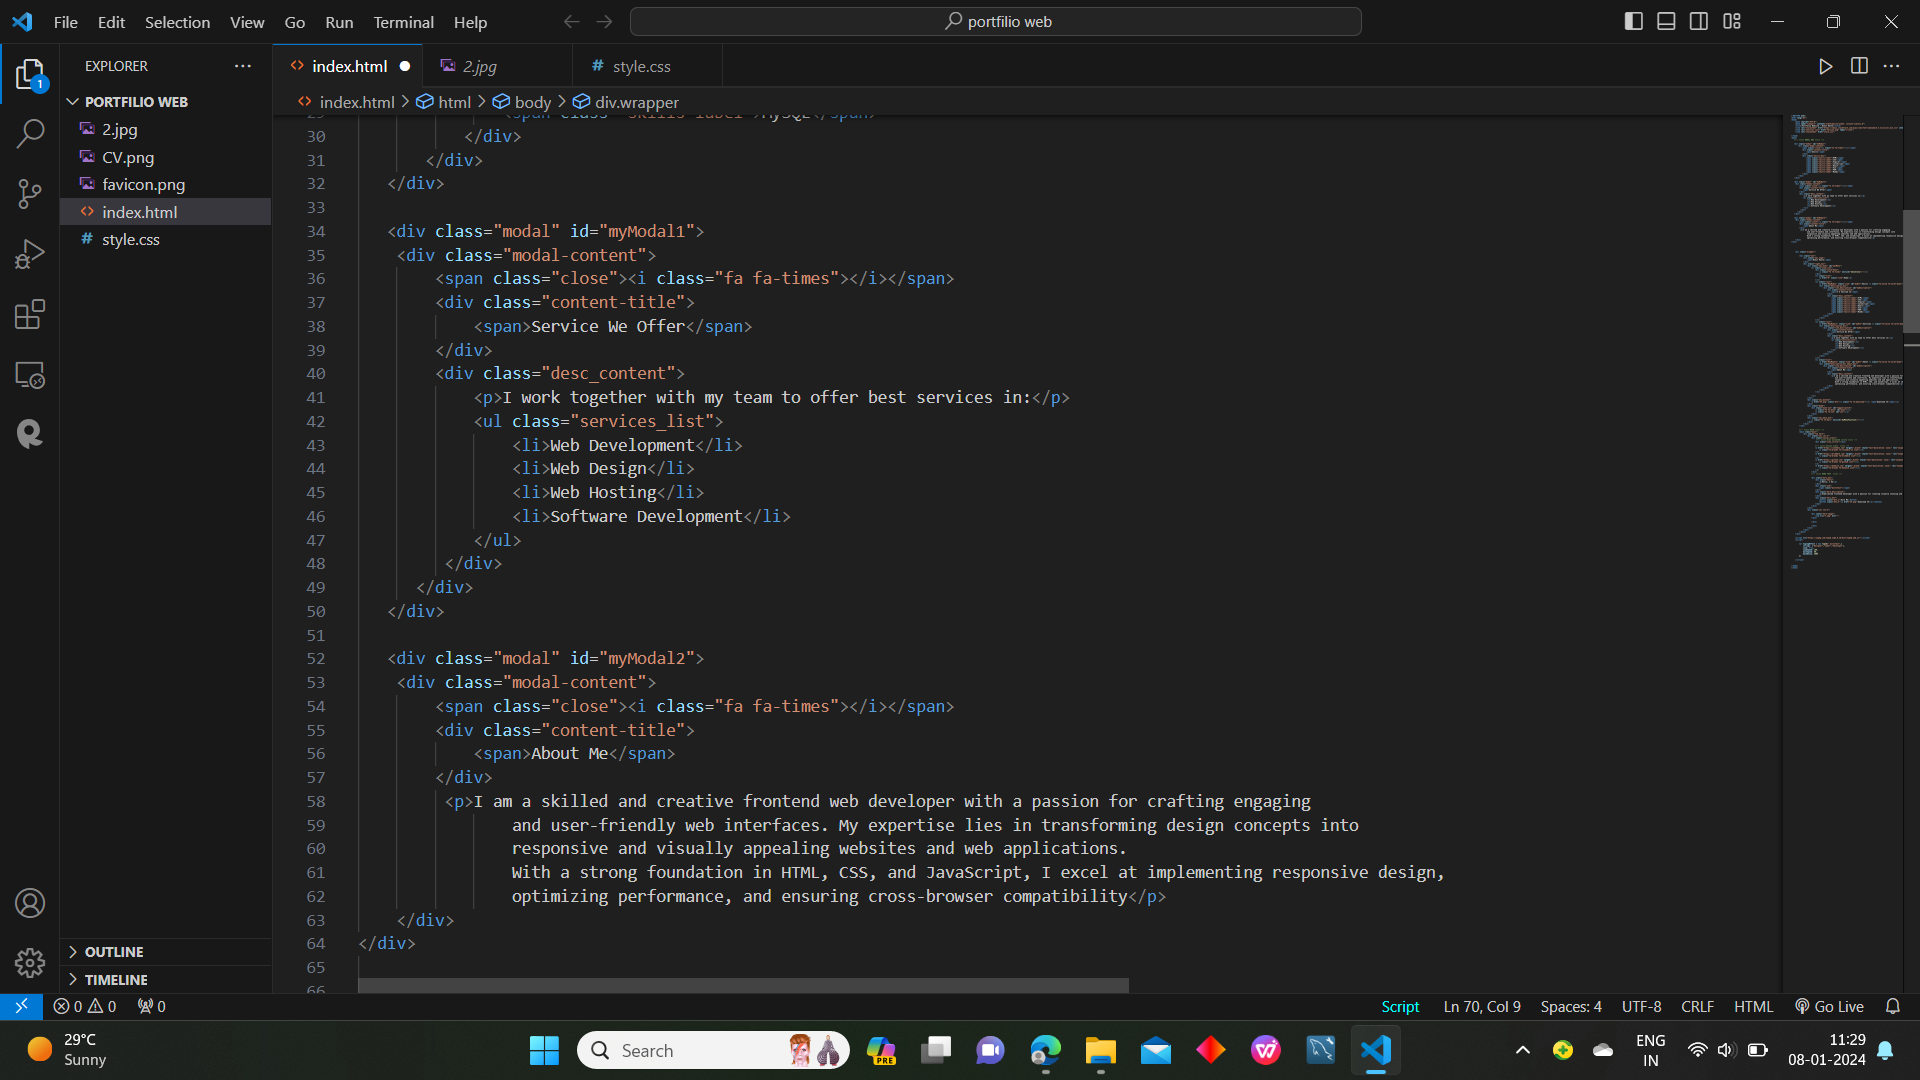 File Edit Selection View Go Run Terminal Help
portfilio web
EXPLORER
1
PORTFILIO WEB
2.jpg
CV.png
favicon.png
index.html
style.css
OUTLINE
TIMELINE
index.html
2.jpg
style.css
index.html > html > body > div.wrapper
30 </div>
31 </div>
32 </div>
33
34 <div class="modal" id="myModal1">
35 <div class="modal-content">
36 <span class="close"><i class="fa fa-times"></i></span>
37 <div class="content-title">
38 <span>Service We Offer</span>
39 </div>
40 <div class="desc_content">
41 <p>I work together with my team to offer best services in:</p>
42 <ul class="services_list">
43 <li>Web Development</li>
44 <li>Web Design</li>
45 <li>Web Hosting</li>
46 <li>Software Development</li>
47 </ul>
48 </div>
49 </div>
50 </div>
51
52 <div class="modal" id="myModal2">
53 <div class="modal-content">
54 <span class="close"><i class="fa fa-times"></i></span>
55 <div class="content-title">
56 <span>About Me</span>
57 </div>
58 <p>I am a skilled and creative frontend web developer with a passion for crafting engaging
59 and user-friendly web interfaces. My expertise lies in transforming design concepts into
60 responsive and visually appealing websites and web applications.
61 With a strong foundation in HTML, CSS, and JavaScript, I excel at implementing responsive design,
62 optimizing performance, and ensuring cross-browser compatibility</p>
63 </div>
64 </div>
65
66
0 0 0
Script Ln 70, Col 9 Spaces: 4 UTF-8 CRLF HTML Go Live
29°C
Sunny
Search
PRE
ENG
IN
11:29
08-01-2024